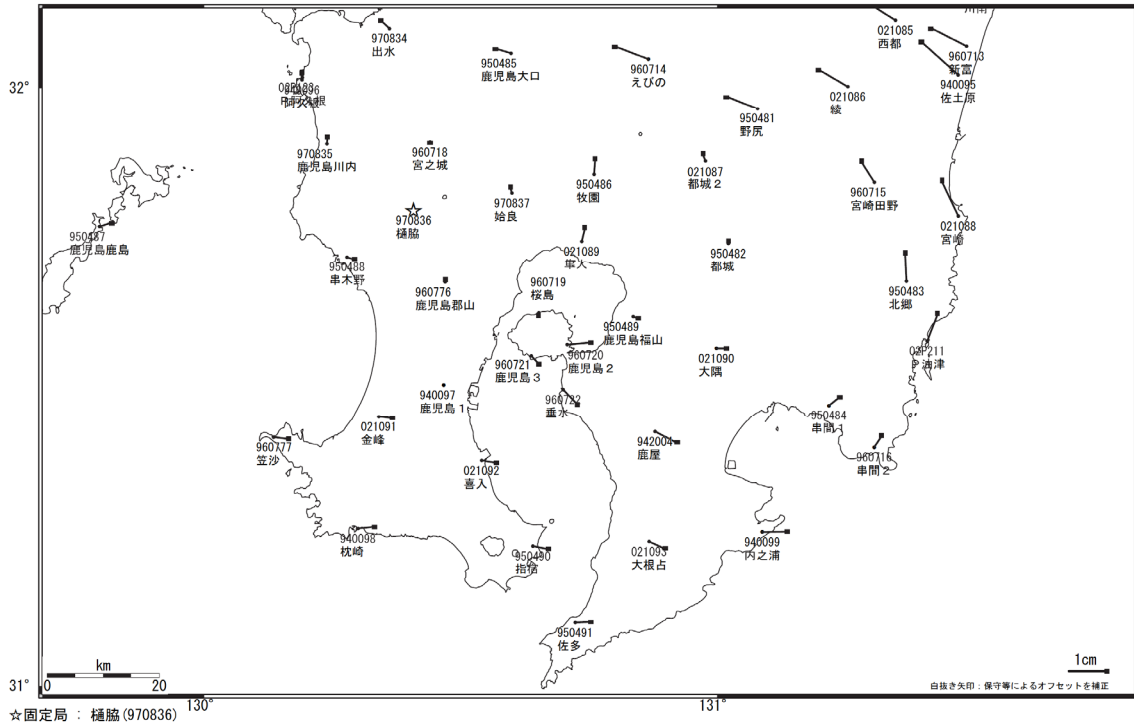 川南
970834
出水
950485
鹿児島大口
960714
えびの
021085
西都
960713
新富
940095
佐土原
32°
阿久根
021086
綾
950481
野尻
970835
鹿児島川内
960718
宮之城
950486
牧園
021087
都城2
960715
宮崎田野
970837
姶良
970836
樋脇
021088
宮崎
950487
鹿児島鹿島
021089
隼人
950482
都城
950488
串木野
960776
鹿児島郡山
960719
桜島
950483
北郷
950489
鹿児島福山
960720
鹿児島2
960721
鹿児島3
021090
大隅
02P211
P油津
940097
鹿児島1
960722
垂水
021091
金峰
950484
串間1
960777
笠沙
942004
鹿屋
960716
串間2
021092
喜入
940098
枕崎
950490
指宿
021093
大根占
940099
内之浦
950491
佐多
km
0 20
1cm
白抜き矢印：保守等によるオフセットを補正
31°
130°
131°
☆固定局 : 樋脇(970836)